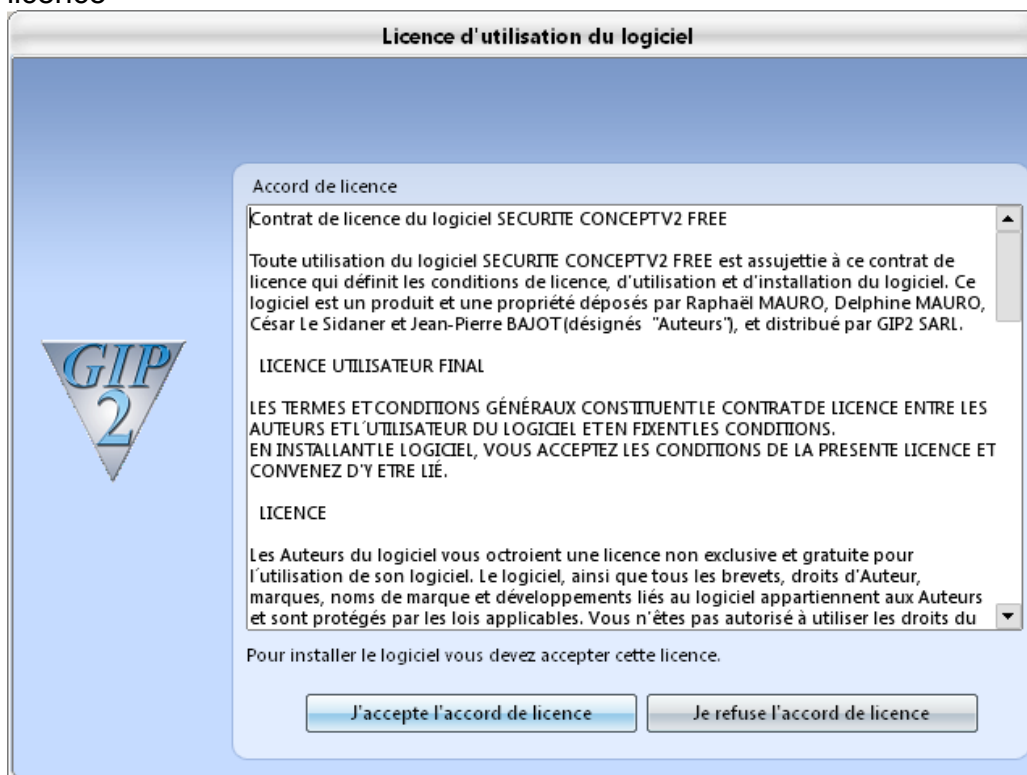 licence
Licence d'utilisation du logiciel
Accord de licence
Contrat de licence du logiciel SECURITE CONCEPTV2 FREE
Toute utilisation du logiciel SECURITE CONCEPTV2 FREE est assujettie à ce contrat de
licence qui définit les conditions de licence, d'utilisation et d'installation du logiciel. Ce
logiciel est un produit et une propriété déposés par Raphaël MAURO, Delphine MAURO,
César Le Sidaner et Jean-Pierre BAJOT(désignés "Auteurs"), et distribué par GIP2 SARL.
LICENCE UTILISATEUR FINAL
LES TERMES ET CONDITIONS GÉNÉRAUX CONSTITUENT LE CONTRAT DE LICENCE ENTRE LES
AUTEURS ET L´UTILISATEUR DU LOGICIEL ET EN FIXENT LES CONDITIONS.
EN INSTALLANT LE LOGICIEL, VOUS ACCEPTEZ LES CONDITIONS DE LA PRESENTE LICENCE ET
CONVENEZ D'Y ETRE LIÉ.
LICENCE
Les Auteurs du logiciel vous octroient une licence non exclusive et gratuite pour
l´utilisation de son logiciel. Le logiciel, ainsi que tous les brevets, droits d'Auteur,
marques, noms de marque et développements liés au logiciel appartiennent aux Auteurs
et sont protégés par les lois applicables. Vous n'êtes pas autorisé à utiliser les droits du
GIP
2
Pour installer le logiciel vous devez accepter cette licence.
J'accepte l'accord de licence
Je refuse l'accord de licence